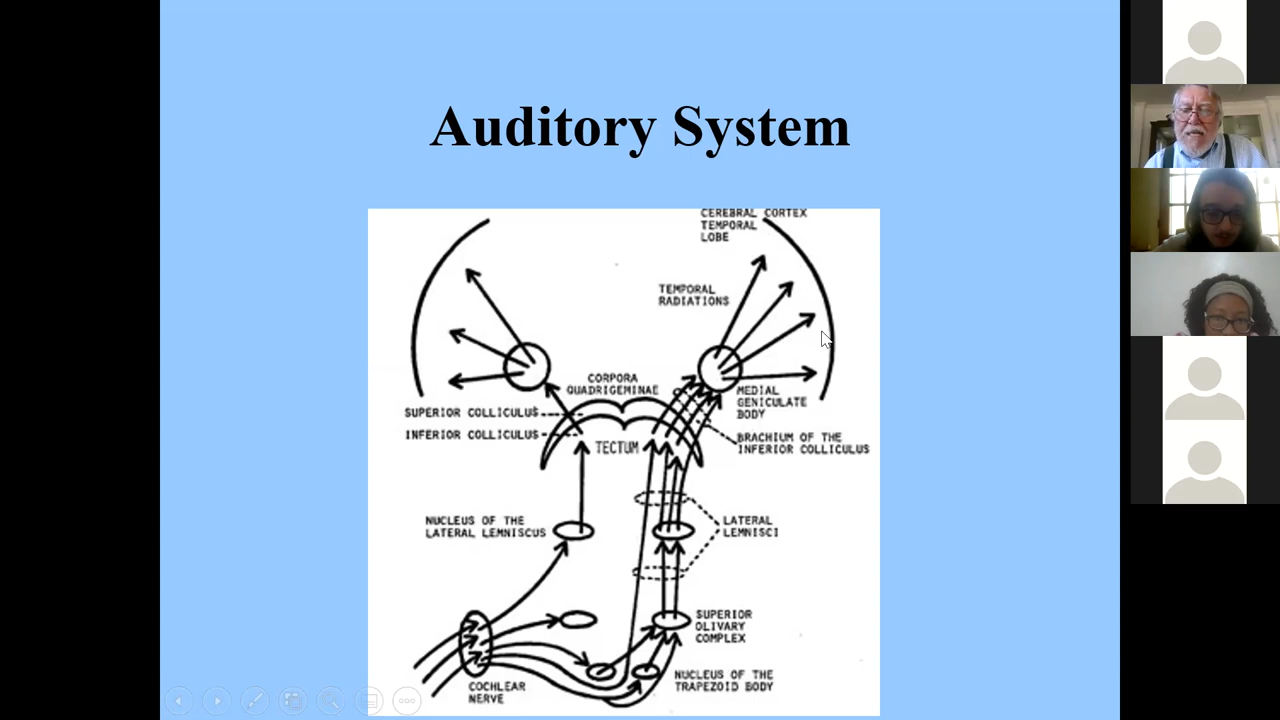 Auditory System
CEREBRAL CORTEX
TEMPORAL
LOBE
TEMPORAL
RADIATIONS
CORPORA
QUADRIGEMINAE
MEDIAL
GENICULATE
BODY
SUPERIOR COLLICULUS
INFERIOR COLLICULUS
TECTUM
BRACHIUM OF THE
INFERIOR COLLICULUS
NUCLEUS OF THE
LATERAL LEMNISCUS
LATERAL
LEMNISCI
SUPERIOR
OLIVARY
COMPLEX
NUCLEUS OF THE
TRAPEZOID BODY
COCHLEAR
NERVE